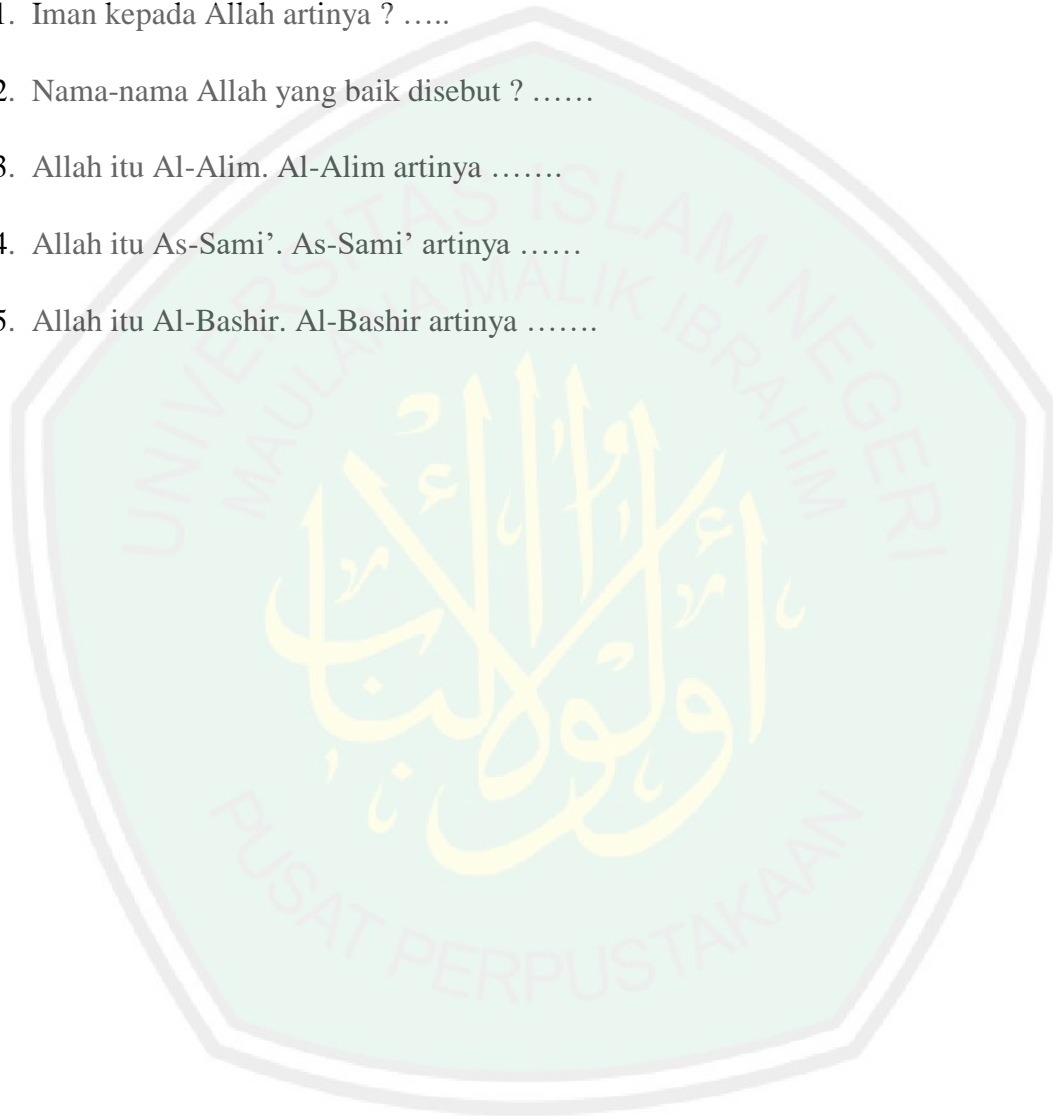 1. Iman kepada Allah artinya ? …..
2. Nama-nama Allah yang baik disebut ? ……
3. Allah itu Al-Alim. Al-Alim artinya …….
4. Allah itu As-Sami’. As-Sami’ artinya ……
5. Allah itu Al-Bashir. Al-Bashir artinya …….
UNIVERSITAS ISLAM NEGERI
MAULANA MALIK IBRAHIM
أولوا الألباب
PUSAT PERPUSTAKAAN